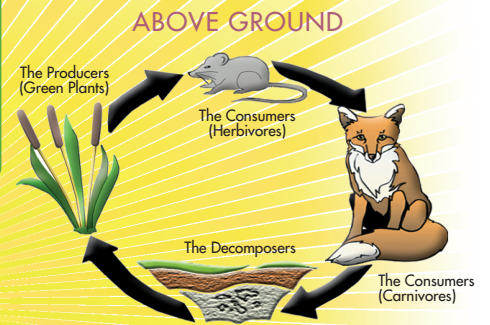 ABOVE GROUND
The Producers
(Green Plants)
The Consumers
(Herbivores)
The Decomposers
The Consumers
(Carnivores)